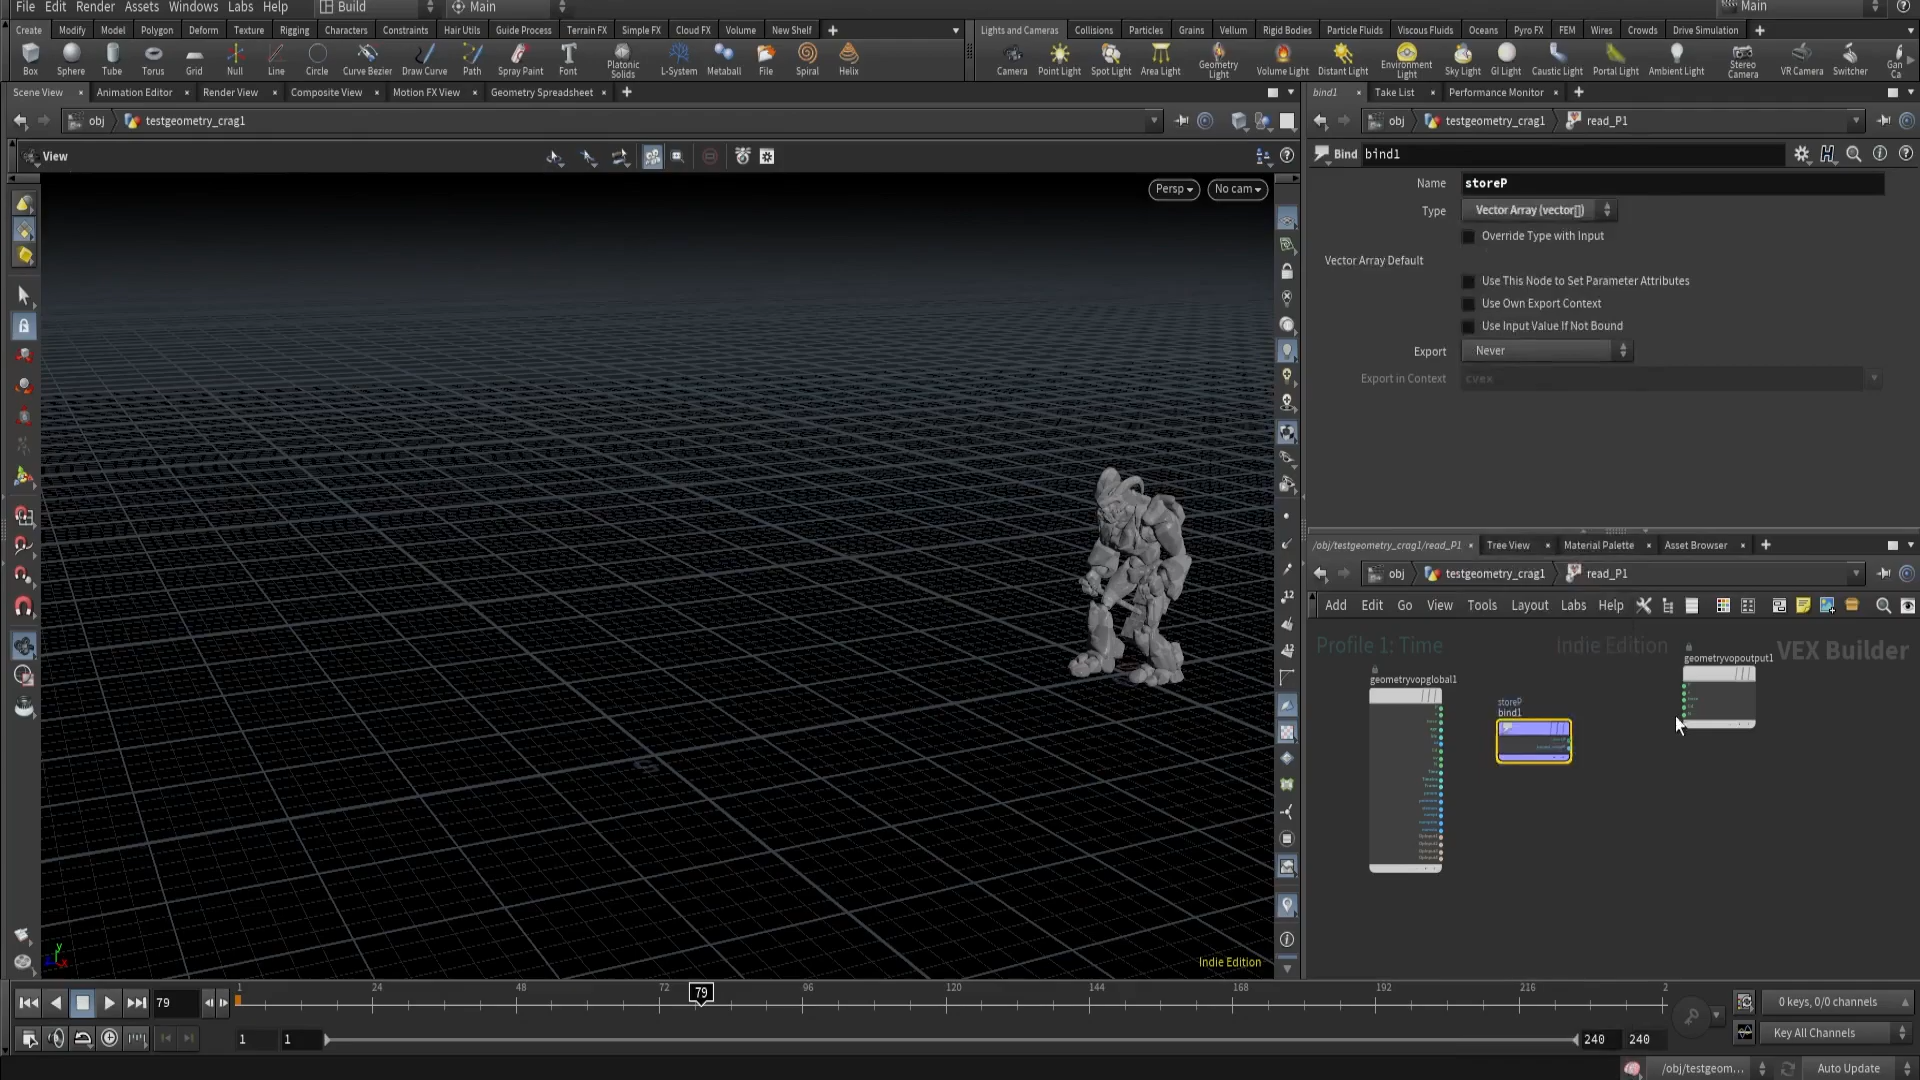 File Edit Render Assets Windows Labs Help Build Main Main
Create Modify Model Polygon Deform Texture Rigging Characters Constraints Hair Utils Guide Process Terrain FX Simple FX Cloud FX Volume New Shelf
Lights and Cameras Collisions Particles Grains Vellum Rigid Bodies Particle Fluids Viscous Fluids Oceans Pyro FX FEM Wires Crowds Drive Simulation
Box Sphere Tube Torus Grid Null Line Circle Curve Bezier Draw Curve Path Spray Paint Font Platonic Solids L-System Metaball File Spiral Helix
Camera Point Light Spot Light Area Light Geometry Light Volume Light Distant Light Environment Light Sky Light GI Light Caustic Light Portal Light Ambient Light Stereo Camera VR Camera Switcher Gan Ca
Scene View Animation Editor Render View Composite View Motion FX View Geometry Spreadsheet
bind1 Take List Performance Monitor
obj testgeometry_crag1
obj testgeometry_crag1 read_P1
View
Persp No cam
Bind bind1
Name storeP
Type Vector Array (vector[])
Override Type with Input
Vector Array Default
Use This Node to Set Parameter Attributes
Use Own Export Context
Use Input Value If Not Bound
Export Never
Export in Context cvex
/obj/testgeometry_crag1/read_P1 Tree View Material Palette Asset Browser
obj testgeometry_crag1 read_P1
Add Edit Go View Tools Layout Labs Help
Profile 1: Time Indie Edition VEX Builder
geometryvopoutput1
geometryvopglobal1
storeP
bind1
Indie Edition
y
x
12
12
79
1 24 48 72 79 96 120 144 168 192 216 2
0 keys, 0/0 channels
1 1 240 240
Key All Channels
/obj/testgeom... Auto Update